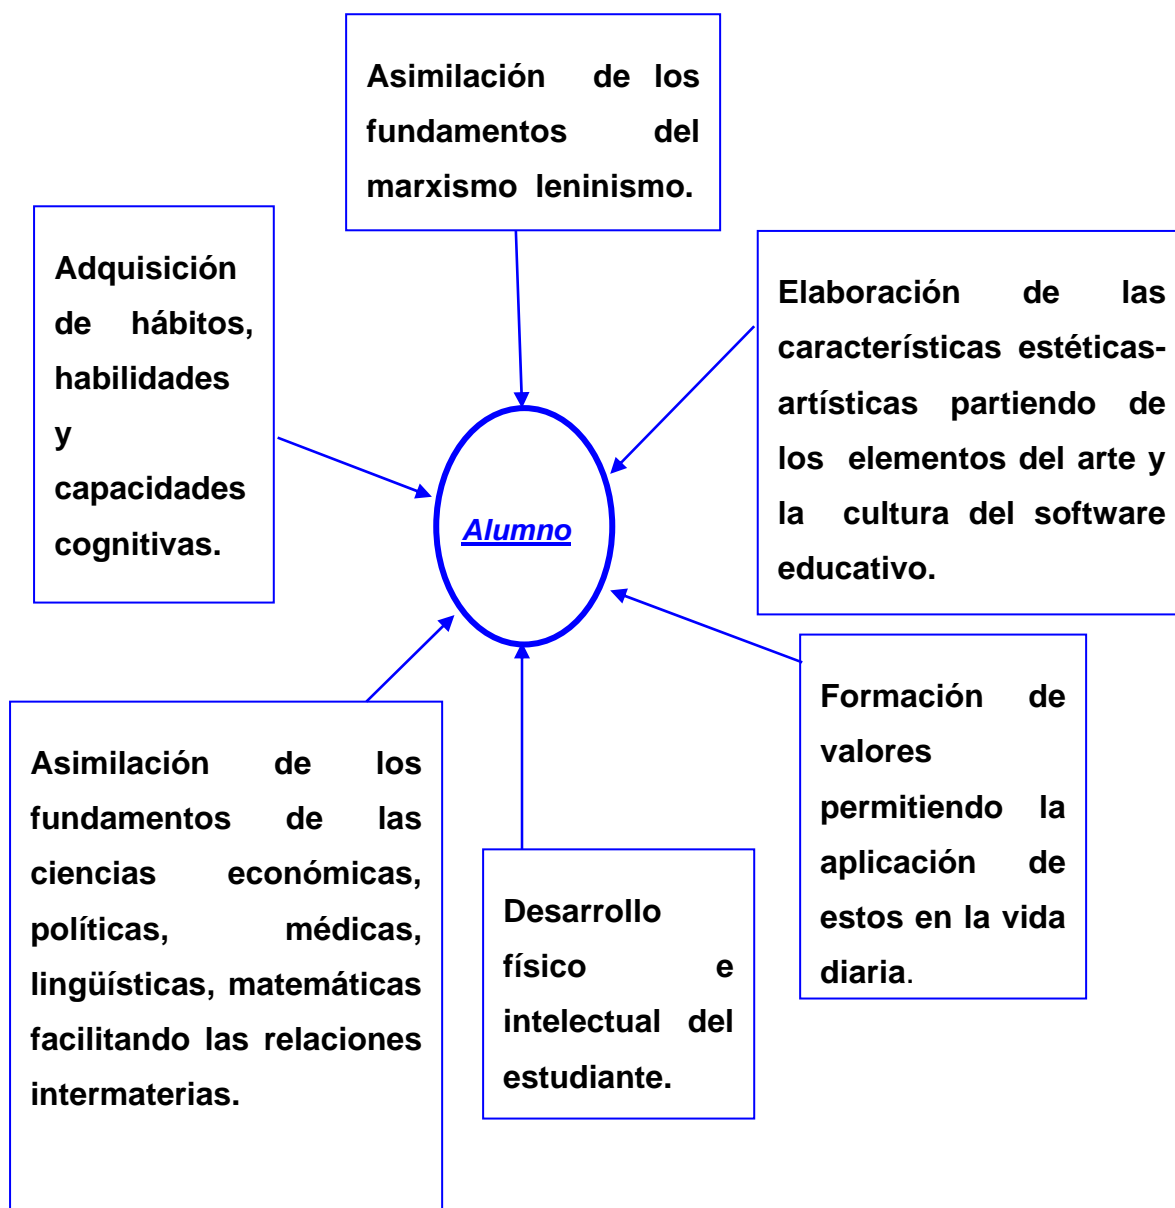 Asimilación de los
fundamentos del
marxismo leninismo.
Adquisición
de hábitos,
habilidades
y
capacidades
cognitivas.
Elaboración de las
características estéticas-
artísticas partiendo de
los elementos del arte y
la cultura del software
educativo.
Alumno
Formación de
valores
permitiendo la
aplicación de
estos en la vida
diaria.
Asimilación de los
fundamentos de las
ciencias económicas,
políticas, médicas,
lingüísticas, matemáticas
facilitando las relaciones
intermaterias.
Desarrollo
físico e
intelectual del
estudiante.